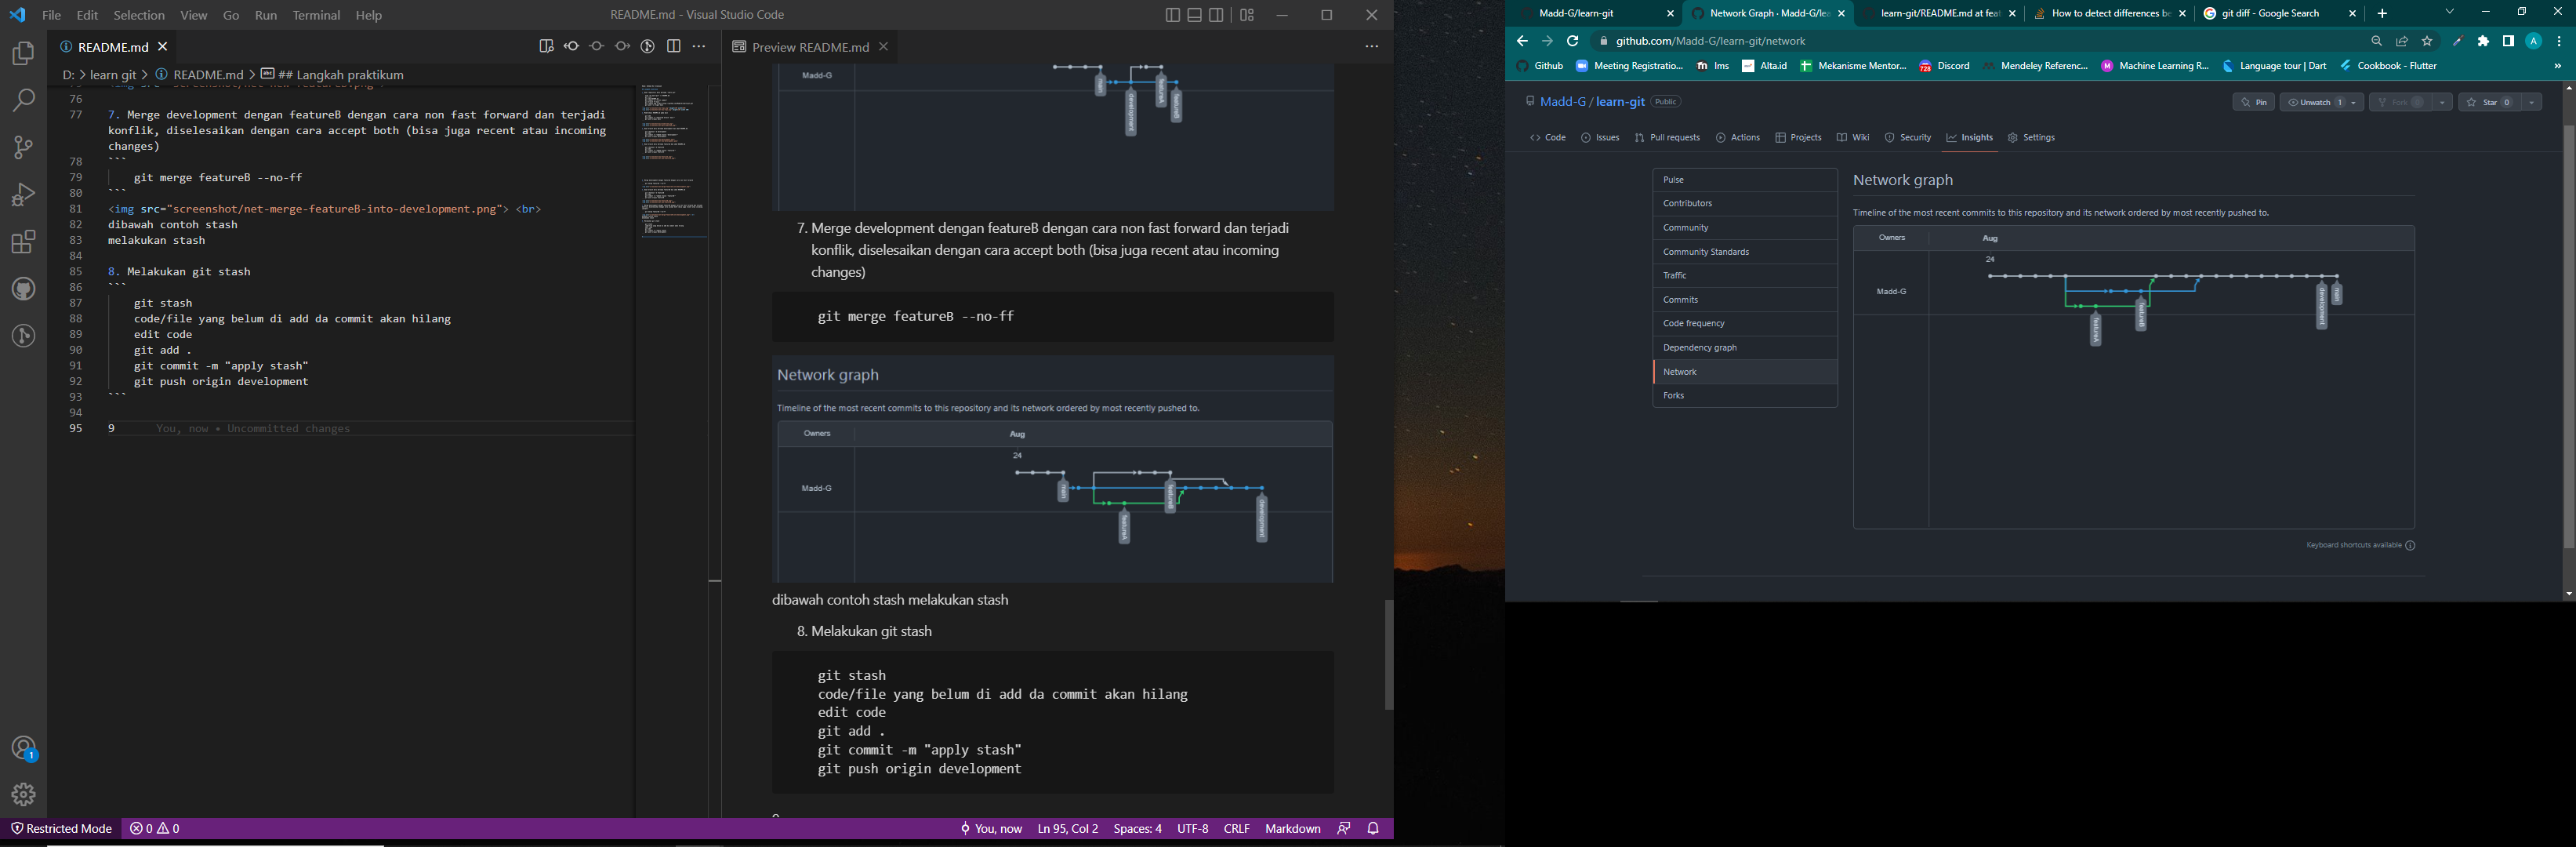 File Edit Selection View Go Run Terminal Help
README.md - Visual Studio Code
README.md
D: > learn git > README.md > ## Langkah praktikum
76
77 7. Merge development dengan featureB dengan cara non fast forward dan terjadi
konflik, diselesaikan dengan cara accept both (bisa juga recent atau incoming
changes)
78 ```
79 git merge featureB --no-ff
80 ```
81 <img src="screenshot/net-merge-featureB-into-development.png"> <br>
82 dibawah contoh stash
83 melakukan stash
84
85 8. Melakukan git stash
86 ```
87 git stash
88 code/file yang belum di add da commit akan hilang
89 edit code
90 git add .
91 git commit -m "apply stash"
92 git push origin development
93 ```
94
95 9 You, now • Uncommitted changes
1
Restricted Mode 0 0
You, now Ln 95, Col 2 Spaces: 4 UTF-8 CRLF Markdown
Preview README.md
Madd-G
main
development
featureA
featureB
7. Merge development dengan featureB dengan cara non fast forward dan terjadi
konflik, diselesaikan dengan cara accept both (bisa juga recent atau incoming
changes)
git merge featureB --no-ff
Network graph
Timeline of the most recent commits to this repository and its network ordered by most recently pushed to.
Owners Aug
24
Madd-G
main
featureB
featureA
development
dibawah contoh stash melakukan stash
8. Melakukan git stash
git stash
code/file yang belum di add da commit akan hilang
edit code
git add .
git commit -m "apply stash"
git push origin development
Madd-G/learn-git
Network Graph · Madd-G/lea
learn-git/README.md at feat
How to detect differences be
git diff - Google Search
github.com/Madd-G/learn-git/network
A
Github Meeting Registratio... lms Alta.id Mekanisme Mentor... Discord Mendeley Referenc... Machine Learning R... Language tour | Dart Cookbook - Flutter »
Madd-G / learn-git Public
Pin Unwatch 1 Fork 0 Star 0
Code Issues Pull requests Actions Projects Wiki Security Insights Settings
Pulse
Contributors
Community
Community Standards
Traffic
Commits
Code frequency
Dependency graph
Network
Forks
Network graph
Timeline of the most recent commits to this repository and its network ordered by most recently pushed to.
Owners Aug
24
Madd-G
main
development
featureB
featureA
Keyboard shortcuts available